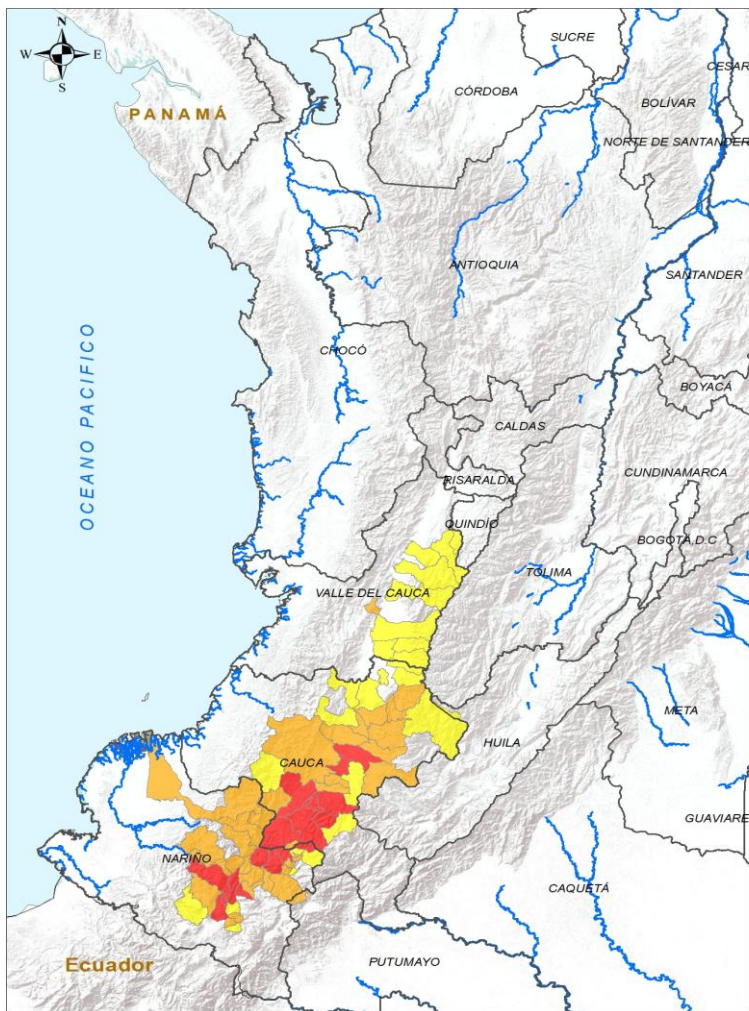 N
W E
S
SUCRE
CESAR
CÓRDOBA
BOLÍVAR
PANAMÁ
NORTE DE SANTANDER
ANTIOQUIA
SANTANDER
OCEANO PACIFICO
CHOCÓ
BOYACÁ
CALDAS
CUNDINAMARCA
RISARALDA
QUINDÍO
BOGOTÁ,D.C
TOLIMA
VALLE DEL CAUCA
META
HUILA
CAUCA
GUAVIARE
NARIÑO
CAQUETÁ
Ecuador
PUTUMAYO